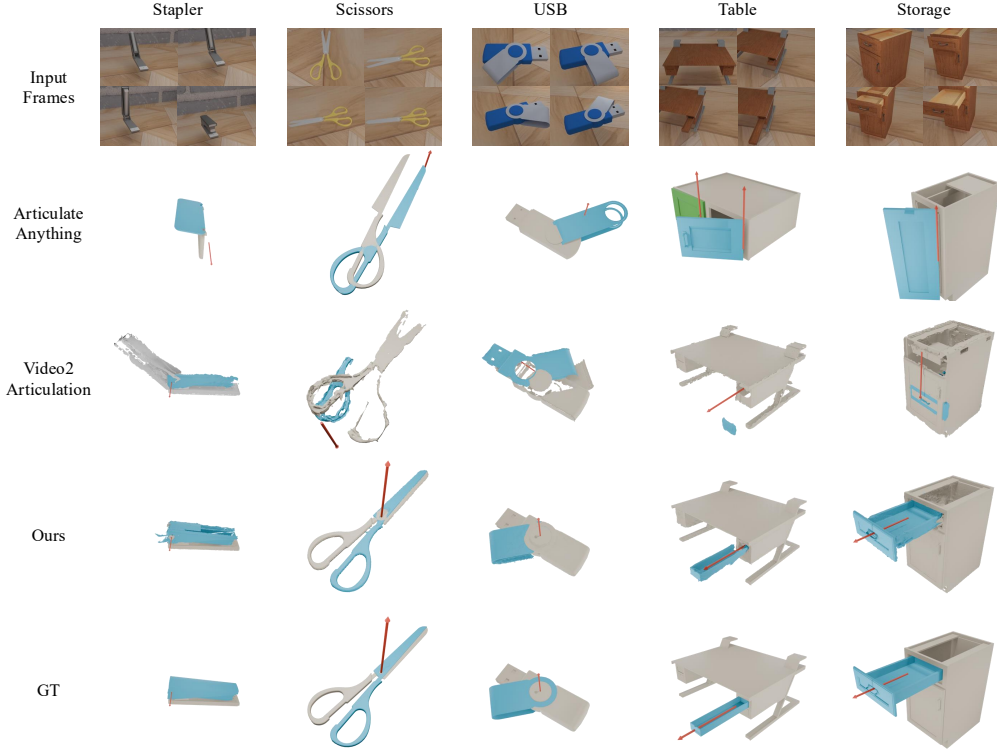 Stapler Scissors USB Table Storage
Input
Frames
Articulate
Anything
Video2
Articulation
Ours
GT